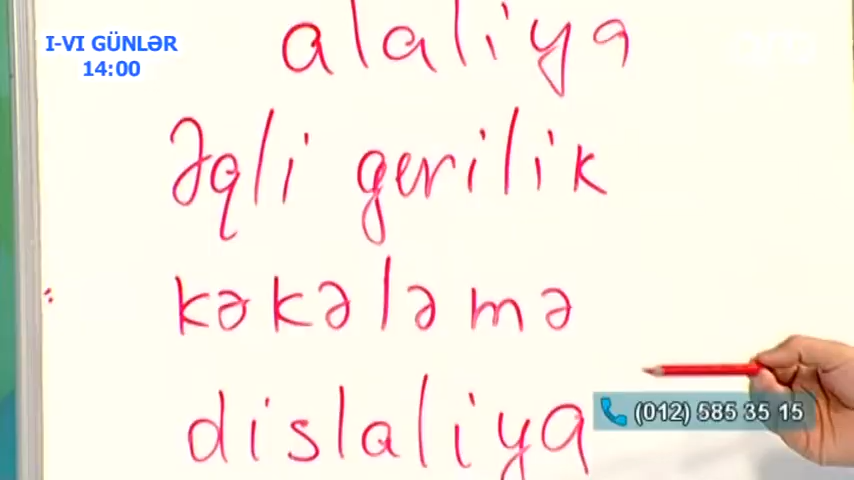 I-VI GÜNLƏR
14:00
alaliya
Əqli gerilik
kəkələmə
dislaliya
(012) 585 35 15